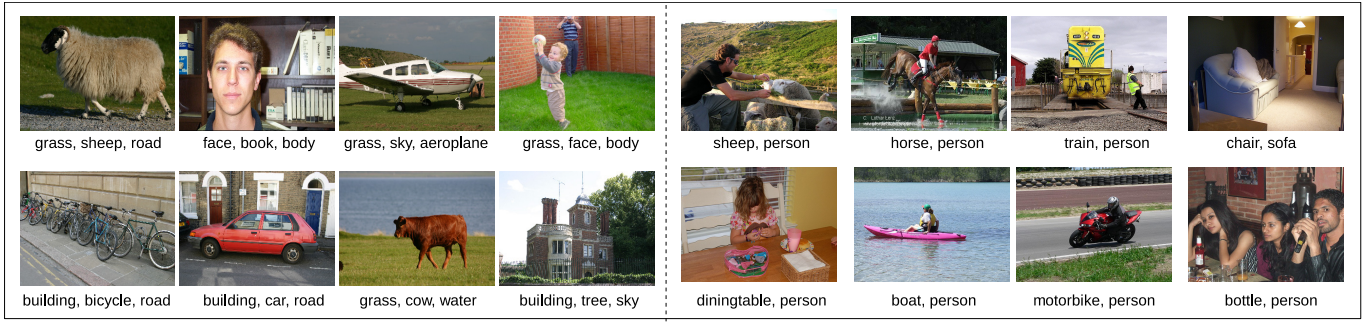 grass, sheep, road
face, book, body
grass, sky, aeroplane
grass, face, body
sheep, person
horse, person
train, person
chair, sofa
building, bicycle, road
building, car, road
grass, cow, water
building, tree, sky
diningtable, person
boat, person
motorbike, person
bottle, person